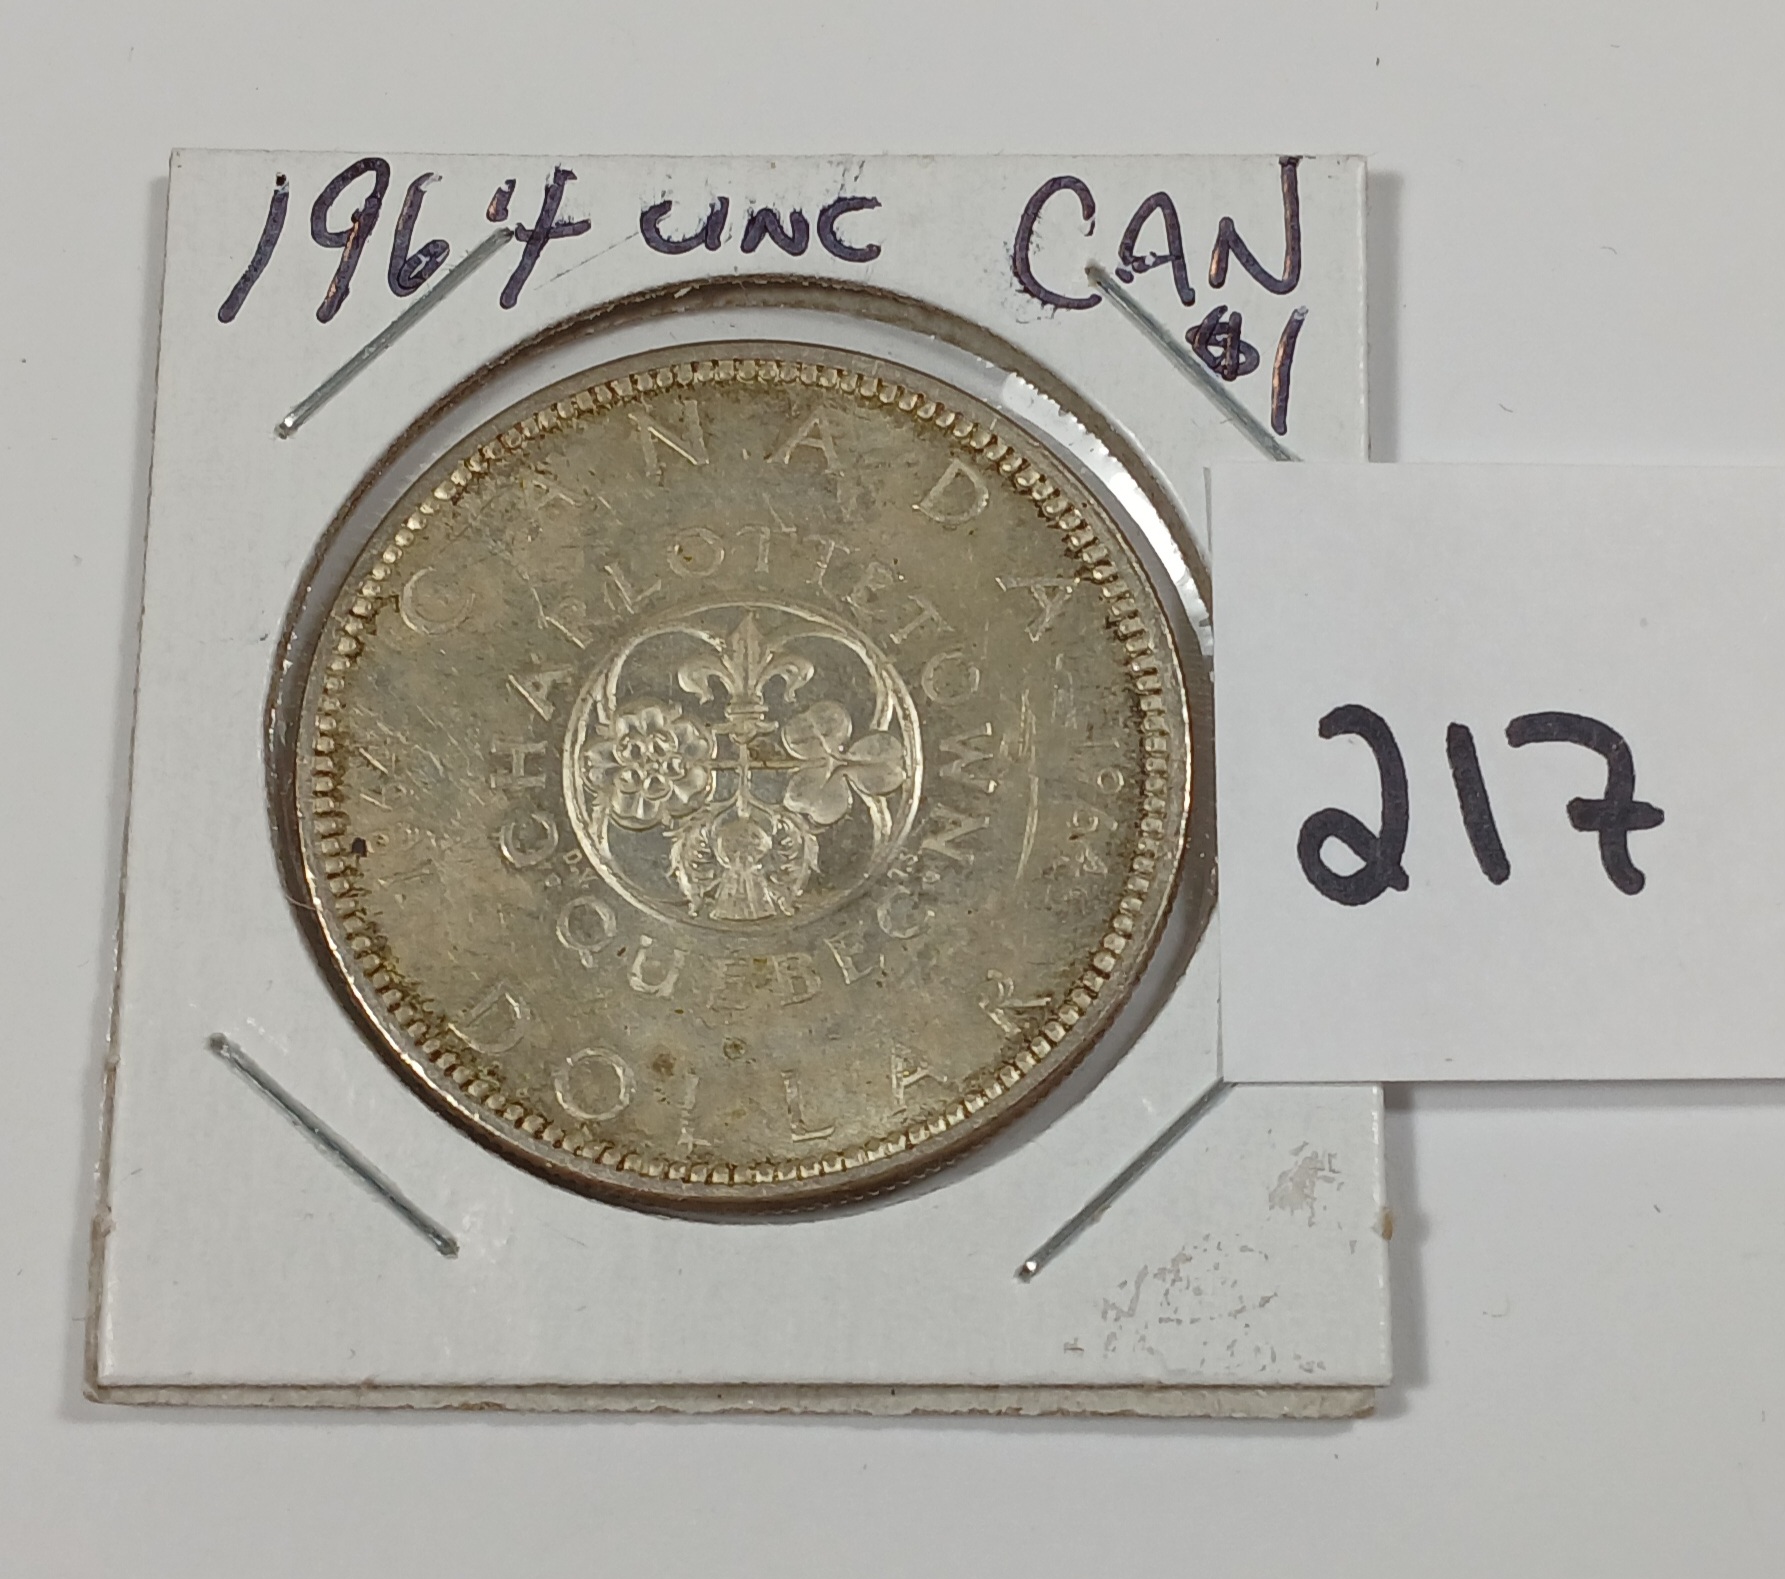 1964 UNC CAN
$1
217
CANADA
CHARLOTTETOWN
1864
1964
QUEBEC
DOLLAR